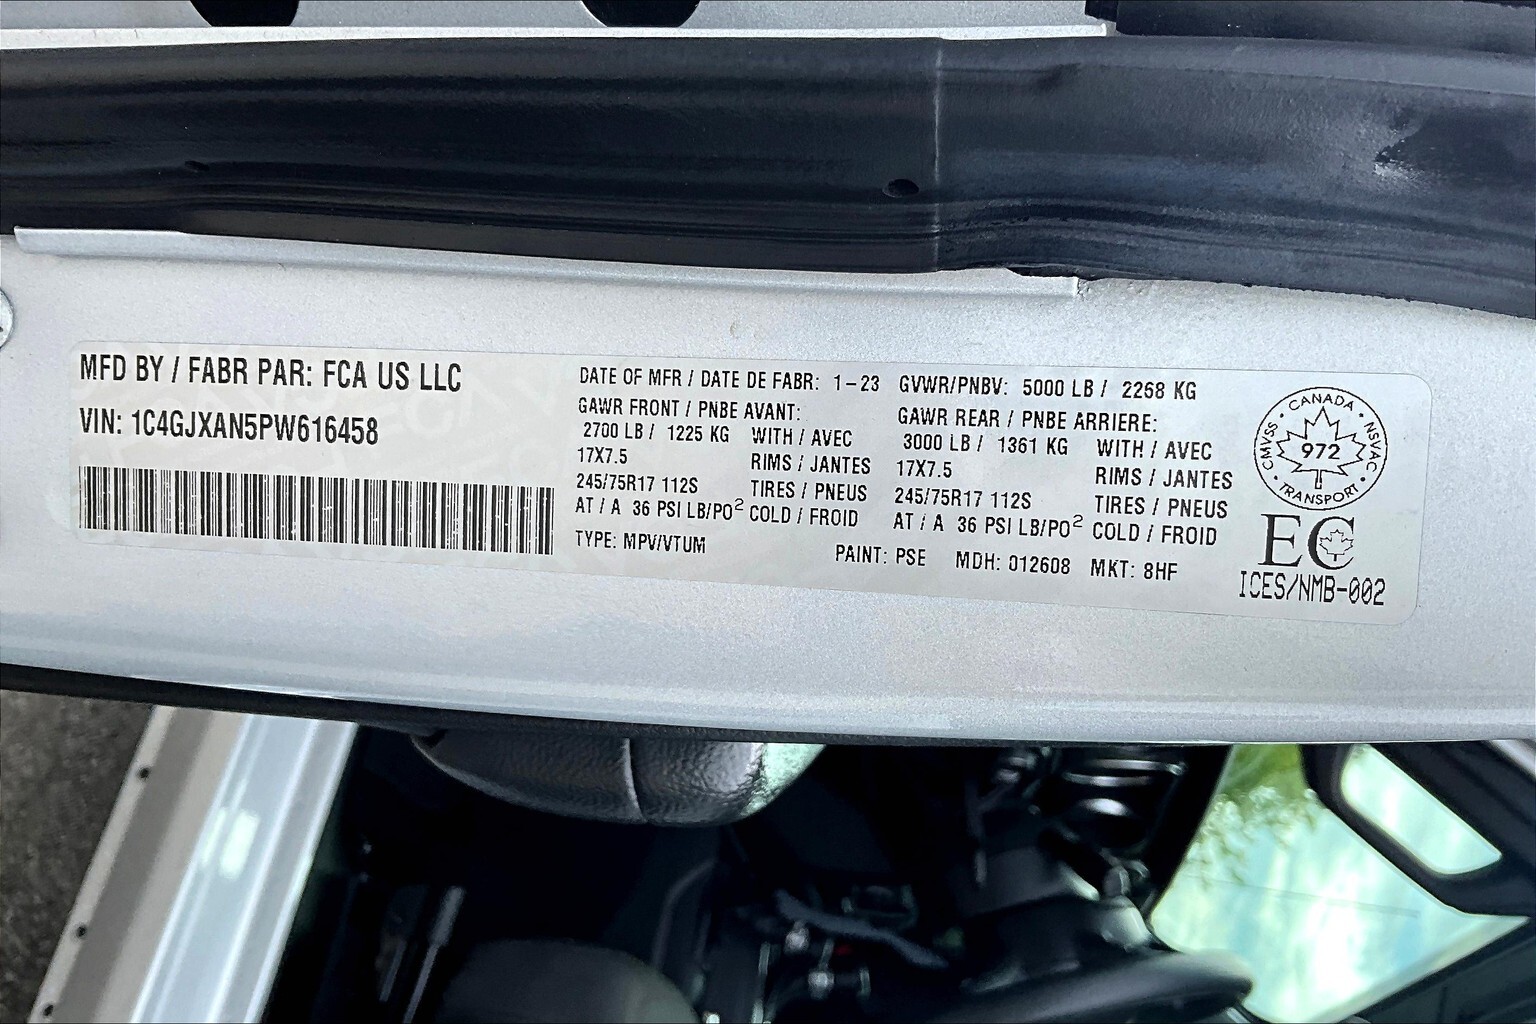 MFD BY / FABR PAR: FCA US LLC
VIN: 1C4GJXAN5PW616458
DATE OF MFR / DATE DE FABR: 1-23 GVWR/PNBV: 5000 LB / 2268 KG
GAWR FRONT / PNBE AVANT: GAWR REAR / PNBE ARRIERE:
2700 LB / 1225 KG WITH / AVEC 3000 LB / 1361 KG WITH / AVEC
17X7.5 RIMS / JANTES 17X7.5 RIMS / JANTES
245/75R17 112S TIRES / PNEUS 245/75R17 112S TIRES / PNEUS
AT / A 36 PSI LB/PO² COLD / FROID AT / A 36 PSI LB/PO² COLD / FROID
TYPE: MPV/VTUM PAINT: PSE MDH: 012608 MKT: 8HF
CANADA
CMVSS 972 NSVAC
TRANSPORT
EC
ICES/NMB-002